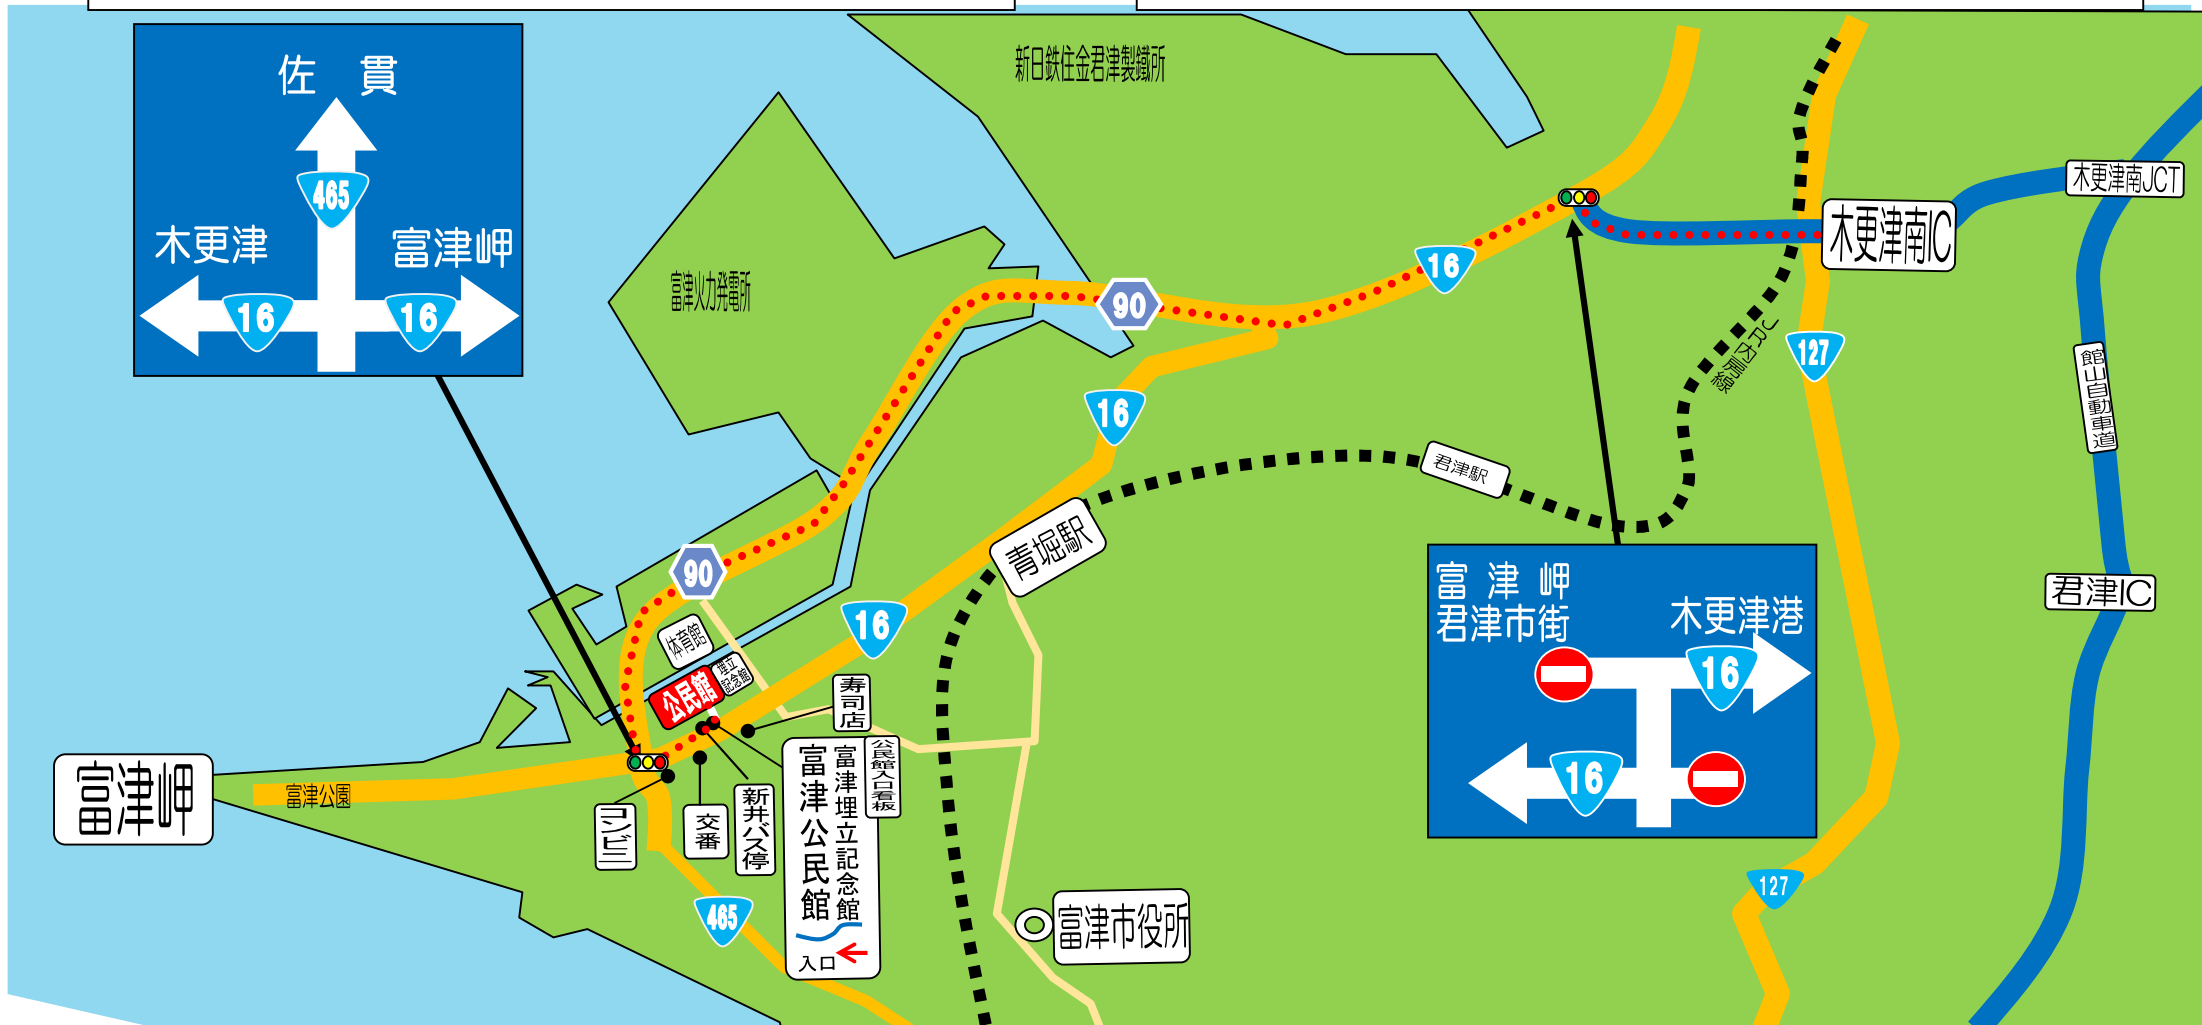 佐 貫
465
木更津
富津岬
16
16
新日鉄住金君津製鐵所
富津火力発電所
90
16
木更津南IC
木更津南JCT
JR内房線
127
館山自動車道
16
君津駅
青堀駅
90
16
体育館
埋立
記念館
公民館
寿司店
富津岬
富津公園
コンビニ
交番
新井バス停
富津埋立記念館
富津公民館
入口
公民館入口看板
465
富津市役所
富 津 岬
君津市街
木更津港
16
16
君津IC
127